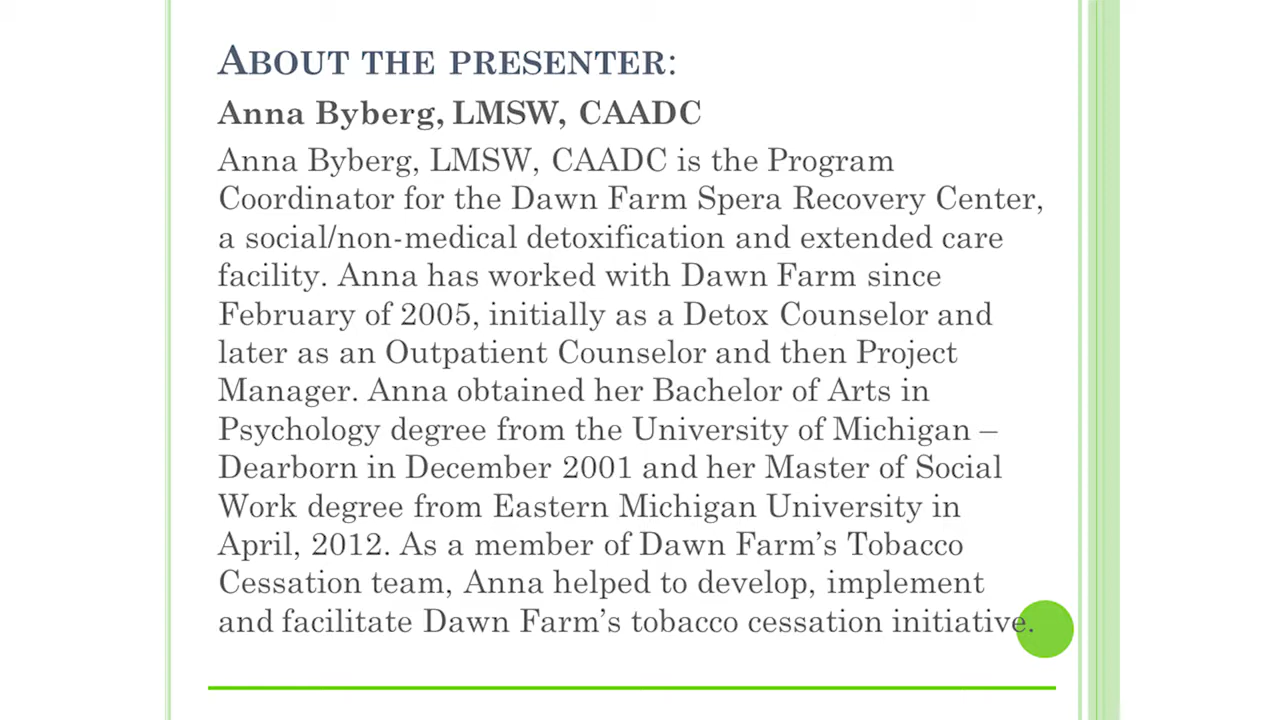 ABOUT THE PRESENTER:
Anna Byberg, LMSW, CAADC
Anna Byberg, LMSW, CAADC is the Program
Coordinator for the Dawn Farm Spera Recovery Center,
a social/non-medical detoxification and extended care
facility. Anna has worked with Dawn Farm since
February of 2005, initially as a Detox Counselor and
later as an Outpatient Counselor and then Project
Manager. Anna obtained her Bachelor of Arts in
Psychology degree from the University of Michigan –
Dearborn in December 2001 and her Master of Social
Work degree from Eastern Michigan University in
April, 2012. As a member of Dawn Farm’s Tobacco
Cessation team, Anna helped to develop, implement
and facilitate Dawn Farm’s tobacco cessation initiative.